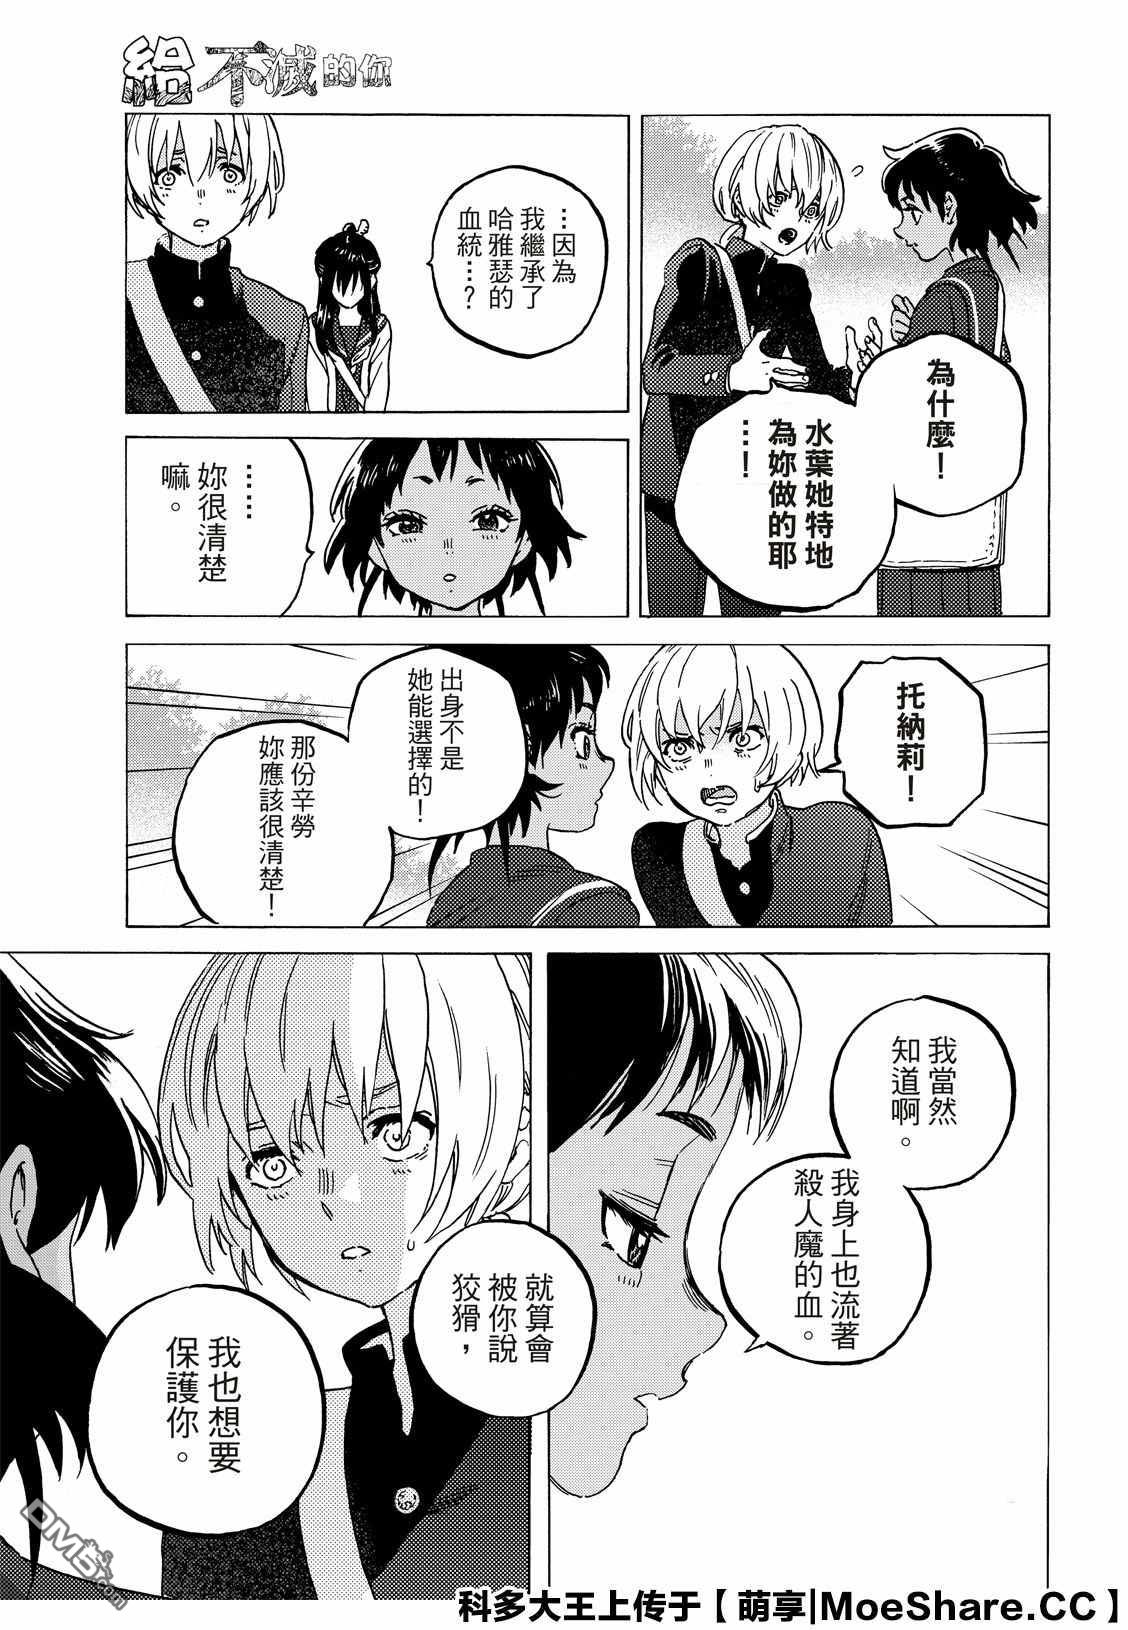 給不滅的你
為什麼！
水葉她特地
為妳做的耶
…！
…因為
我繼承了
哈雅瑟的
血統…？
……
妳很清楚
嘛。
托納莉！
出身不是
她能選擇的！
那份辛勞
妳應該很清楚！
我當然
知道啊。
我身上也流著
殺人魔的血。
就算會
被你說
狡猾，
我也想要
保護你。
DM5.com
科多大王上传于【萌享|MoeShare.CC】